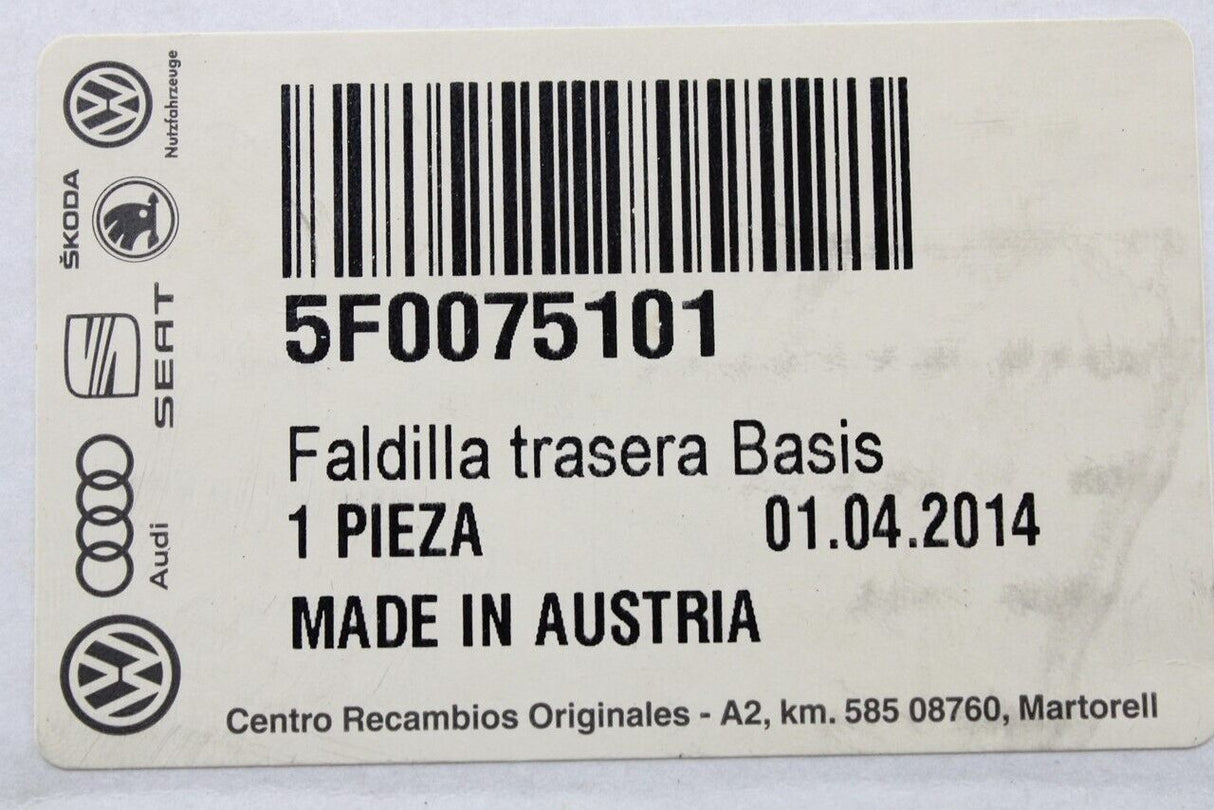 Nutzfahrzeuge
ŠKODA
SEAT
Audi
5F0075101
Faldilla trasera Basis
1 PIEZA 01.04.2014
MADE IN AUSTRIA
Centro Recambios Originales - A2, km. 585 08760, Martorell